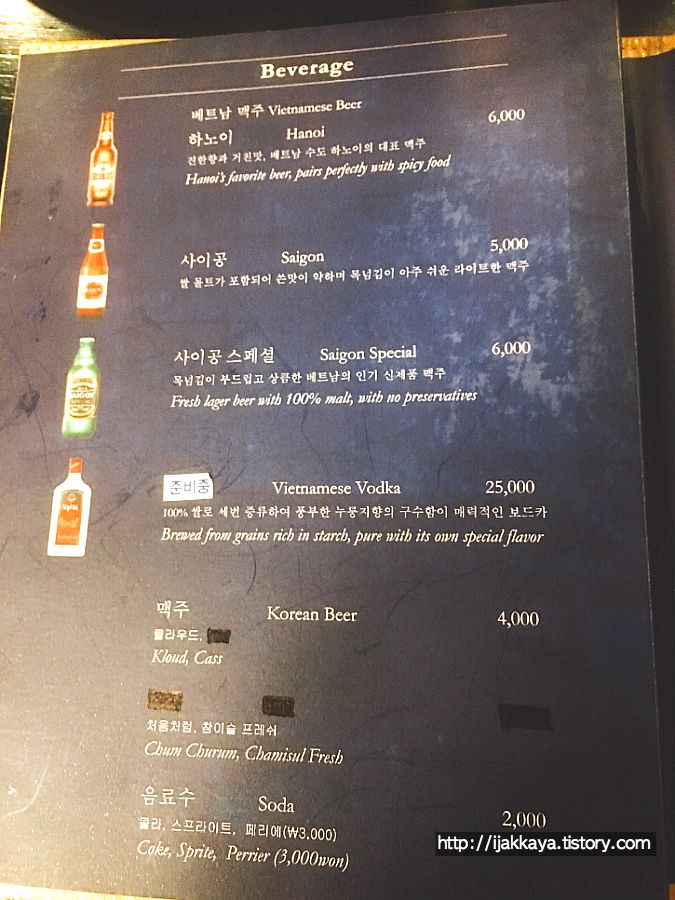 Beverage
베트남 맥주 Vietnamese Beer
하노이 Hanoi 6,000
진한향과 거친맛, 베트남 수도 하노이의 대표 맥주
Hanoi's favorite beer, pairs perfectly with spicy food
사이공 Saigon 5,000
쌀 몰트가 포함되어 쓴맛이 약하며 목넘김이 아주 쉬운 라이트한 맥주
사이공 스페셜 Saigon Special 6,000
목넘김이 부드럽고 상큼한 베트남의 인기 신제품 맥주
Fresh lager beer with 100% malt, with no preservatives
SAIGON
준비중 Vietnamese Vodka 25,000
100% 쌀로 세번 증류하여 풍부한 누룽지향의 구수함이 매력적인 보드카
Brewed from grains rich in starch, pure with its own special flavor
맥주 Korean Beer 4,000
클라우드,
Kloud, Cass
처음처럼, 참이슬 프레쉬
Chum Churum, Chamisul Fresh
음료수 Soda 2,000
콜라, 스프라이트, 페리에(₩3,000)
Coke, Sprite, Perrier (3,000won)
http://ijakkaya.tistory.com